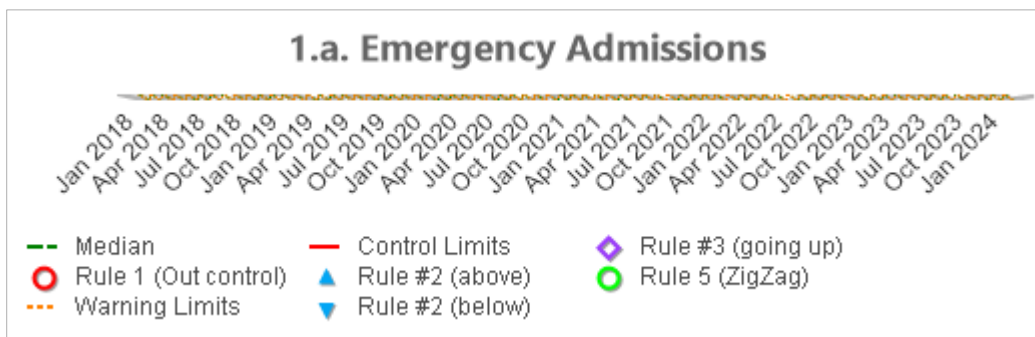 1.a. Emergency Admissions
Jan 2018
Apr 2018
Jul 2018
Oct 2018
Jan 2019
Apr 2019
Jul 2019
Oct 2019
Jan 2020
Apr 2020
Jul 2020
Oct 2020
Jan 2021
Apr 2021
Jul 2021
Oct 2021
Jan 2022
Apr 2022
Jul 2022
Oct 2022
Jan 2023
Apr 2023
Jul 2023
Oct 2023
Jan 2024
Median
Control Limits
Rule #3 (going up)
Rule 1 (Out control)
Rule #2 (above)
Rule 5 (ZigZag)
Warning Limits
Rule #2 (below)